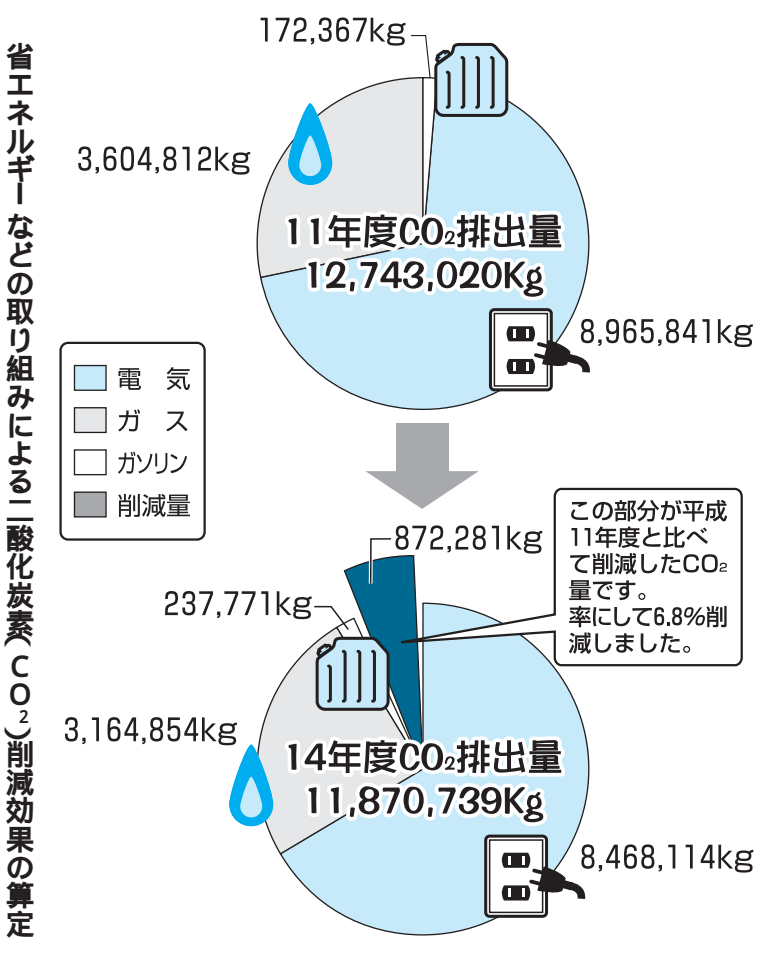 省エネルギーなどの取り組みによる二酸化炭素(CO₂)削減効果の算定
172,367kg
3,604,812kg
11年度CO₂排出量
12,743,020Kg
8,965,841kg
電 気
ガ ス
ガソリン
削減量
この部分が平成
11年度と比べ
て削減したCO₂
量です。
率にして6.8%削
減しました。
872,281kg
237,771kg
3,164,854kg
14年度CO₂排出量
11,870,739Kg
8,468,114kg